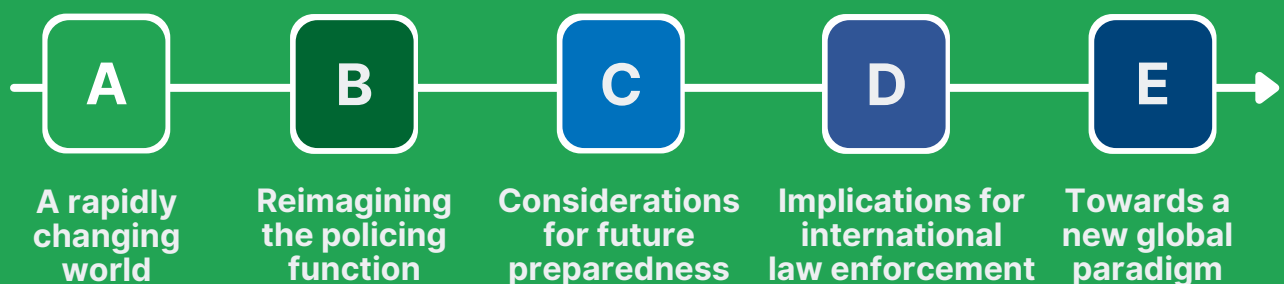 A
B
C
D
E
A rapidly
changing
world
Reimagining
the policing
function
Considerations
for future
preparedness
Implications for
international
law enforcement
Towards a
new global
paradigm